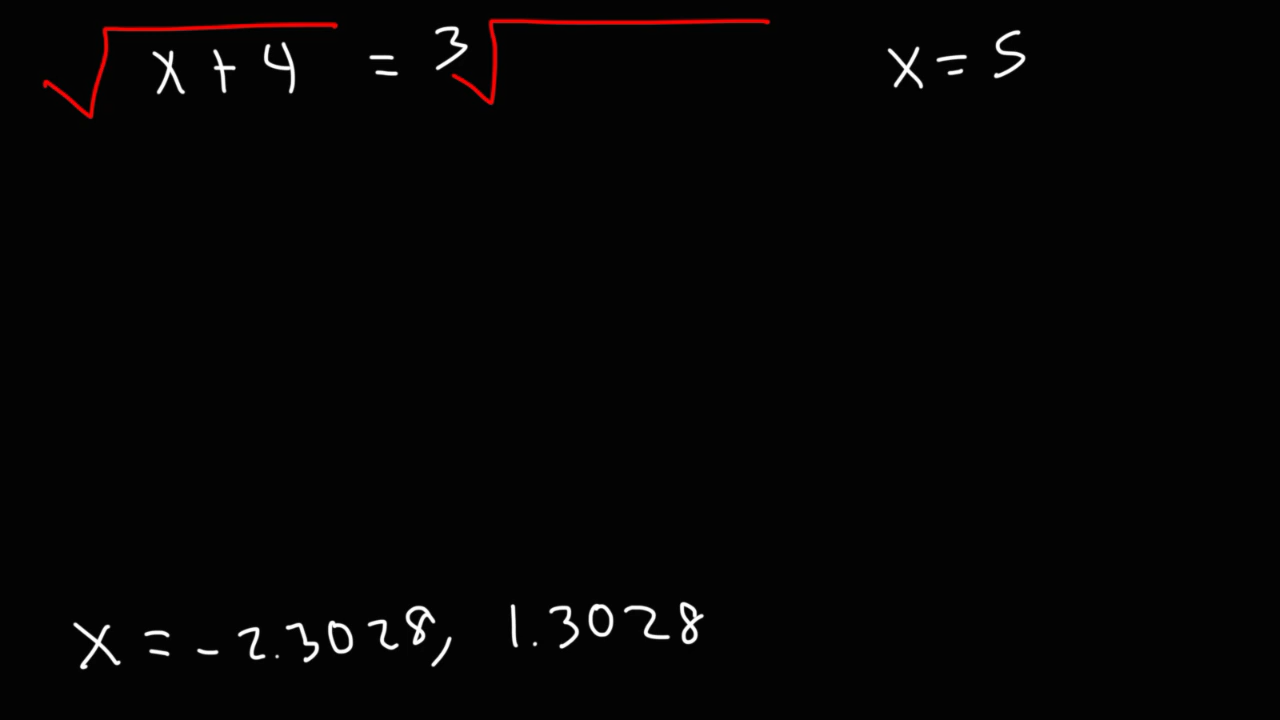 √(x + 4) = ³√ x = 5
x = -2.3028, 1.3028